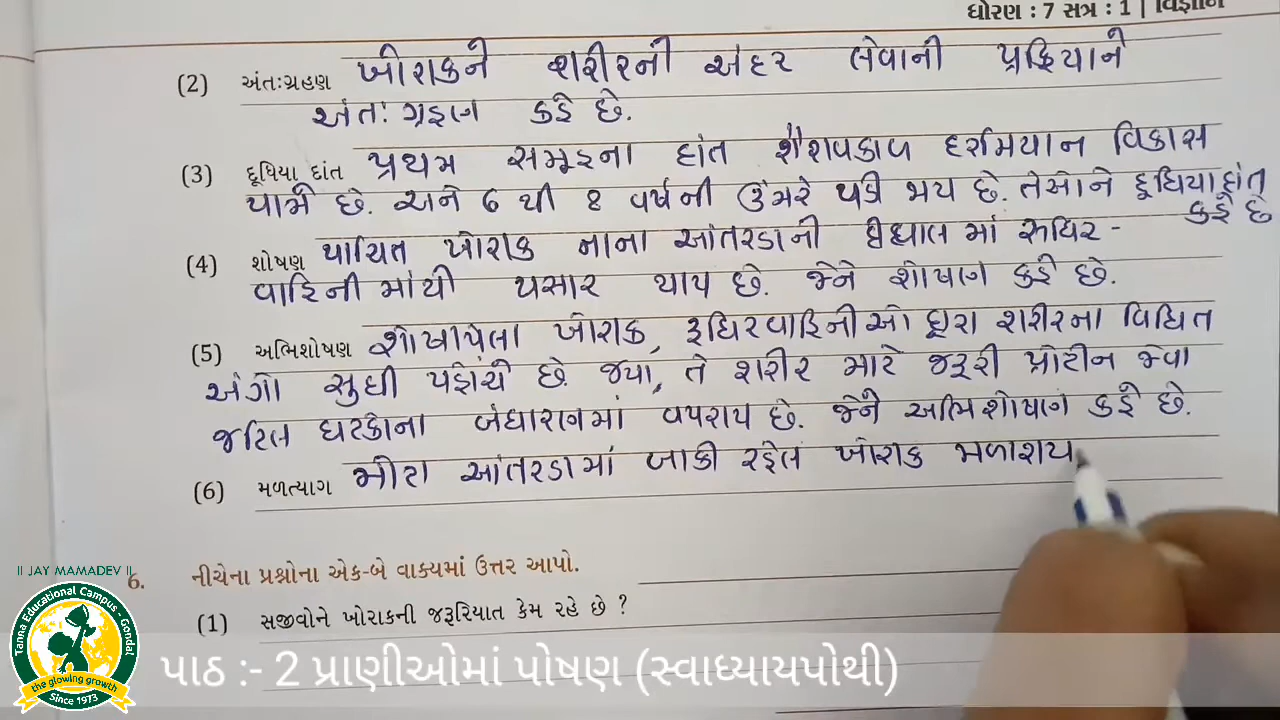 ધોરણ : 7 સત્ર : 1 | વિજ્ઞાન
(2) અંતઃગ્રહણ ખોરાકને શરીરની અંદર લેવાની પ્રક્રિયાને
અંતઃ ગ્રહણ કહે છે.
(3) દૂધિયા દાંત પ્રથમ સમૂહના દાંત શૈશવકાળ દરમિયાન વિકાસ
પામે છે. અને 6 થી 8 વર્ષની ઉંમરે પડી જાય છે. તેઓને દૂધિયા દાંત
કહે છે
(4) શોષણ પાચિત ખોરાક નાના આંતરડાની દિવાલ માં રુધિર -
વાહિની માંથી પસાર થાય છે. જેને શોષણ કહે છે.
(5) અભિશોષણ શોષાયેલા ખોરાક, રૂધિરવાહિનીઓ દ્વારા શરીરના વિવિત
અંગો સુધી પહોંચે છે. જયા, તે શરીર માટે જરૂરી પ્રોટીન જેવા
જટિલ ઘટકોના બંધારણમાં વપરાય છે. જેને અભિશોષણ કહે છે.
(6) મળત્યાગ મોટા આંતરડામાં બાકી રહેલ ખોરાક મળાશય
6. નીચેના પ્રશ્નોના એક-બે વાક્યમાં ઉત્તર આપો.
(1) સજીવોને ખોરાકની જરૂરિયાત કેમ રહે છે ?
પાઠ :- 2 પ્રાણીઓમાં પોષણ (સ્વાધ્યાયપોથી)
॥ JAY MAMADEV ॥
Tanna Educational Campus - Gondal
the glowing growth
Since 1973